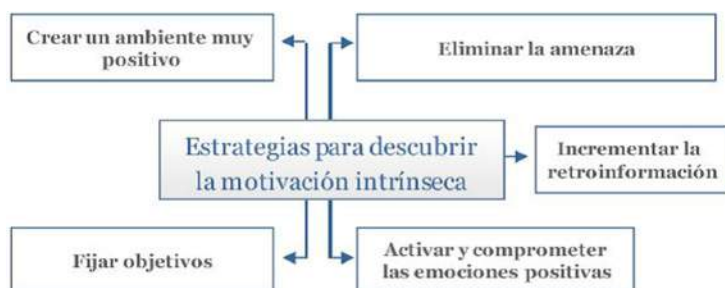 Crear un ambiente muy
positivo
Eliminar la amenaza
Estrategias para descubrir
la motivación intrínseca
Incrementar la
retroinformación
Fijar objetivos
Activar y comprometer
las emociones positivas